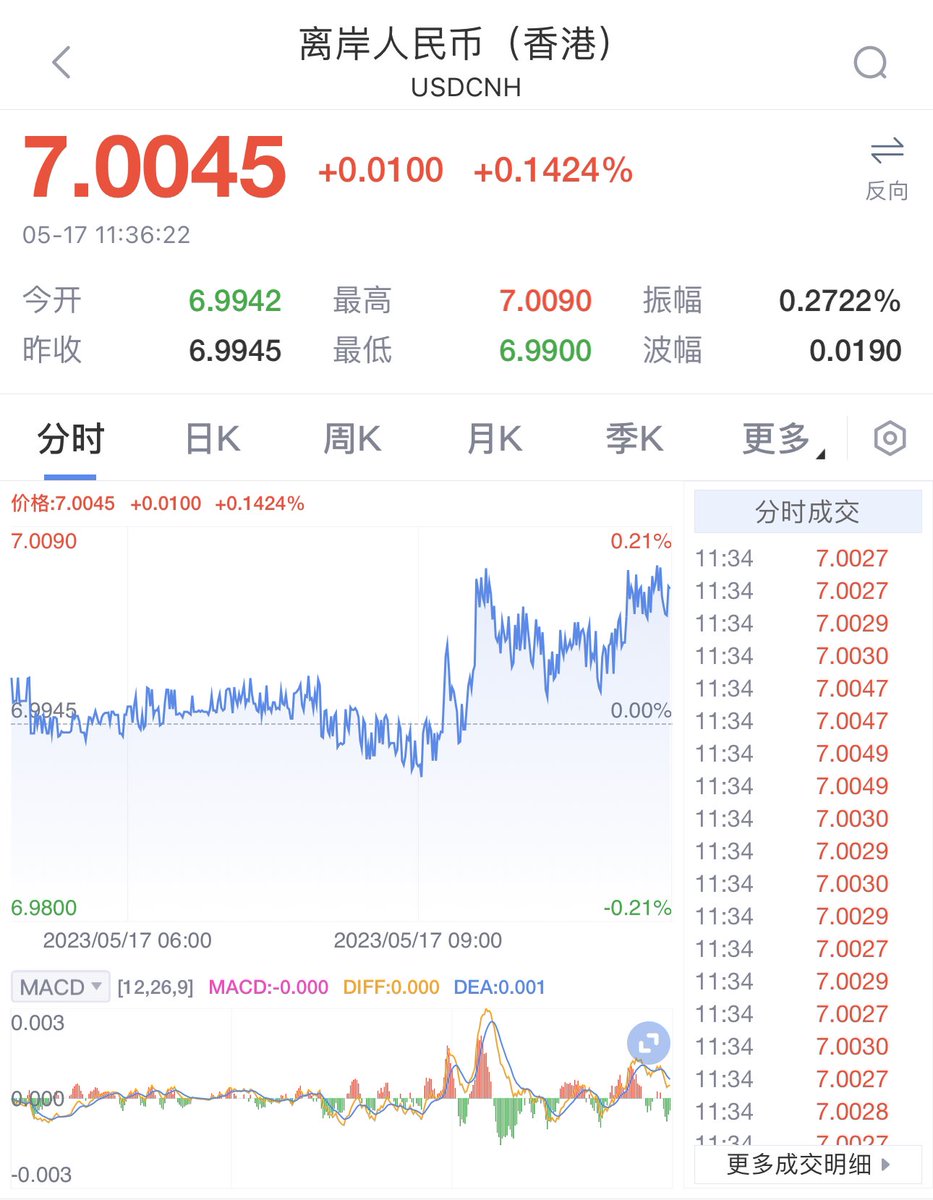 离岸人民币（香港）
USDCNH
7.0045 +0.0100 +0.1424%
反向
05-17 11:36:22
今开 6.9942 最高 7.0090 振幅 0.2722%
昨收 6.9945 最低 6.9900 波幅 0.0190
分时 日K 周K 月K 季K 更多
价格:7.0045 +0.0100 +0.1424%
7.0090 0.21%
6.9945 0.00%
6.9800 -0.21%
2023/05/17 06:00 2023/05/17 09:00
MACD [12,26,9] MACD:-0.000 DIFF:0.000 DEA:0.001
0.003
0.000
-0.003
分时成交
11:34 7.0027
11:34 7.0027
11:34 7.0029
11:34 7.0030
11:34 7.0047
11:34 7.0047
11:34 7.0049
11:34 7.0049
11:34 7.0030
11:34 7.0029
11:34 7.0030
11:34 7.0029
11:34 7.0027
11:34 7.0029
11:34 7.0027
11:34 7.0030
11:34 7.0027
11:34 7.0028
11:34 7.0027
更多成交明细